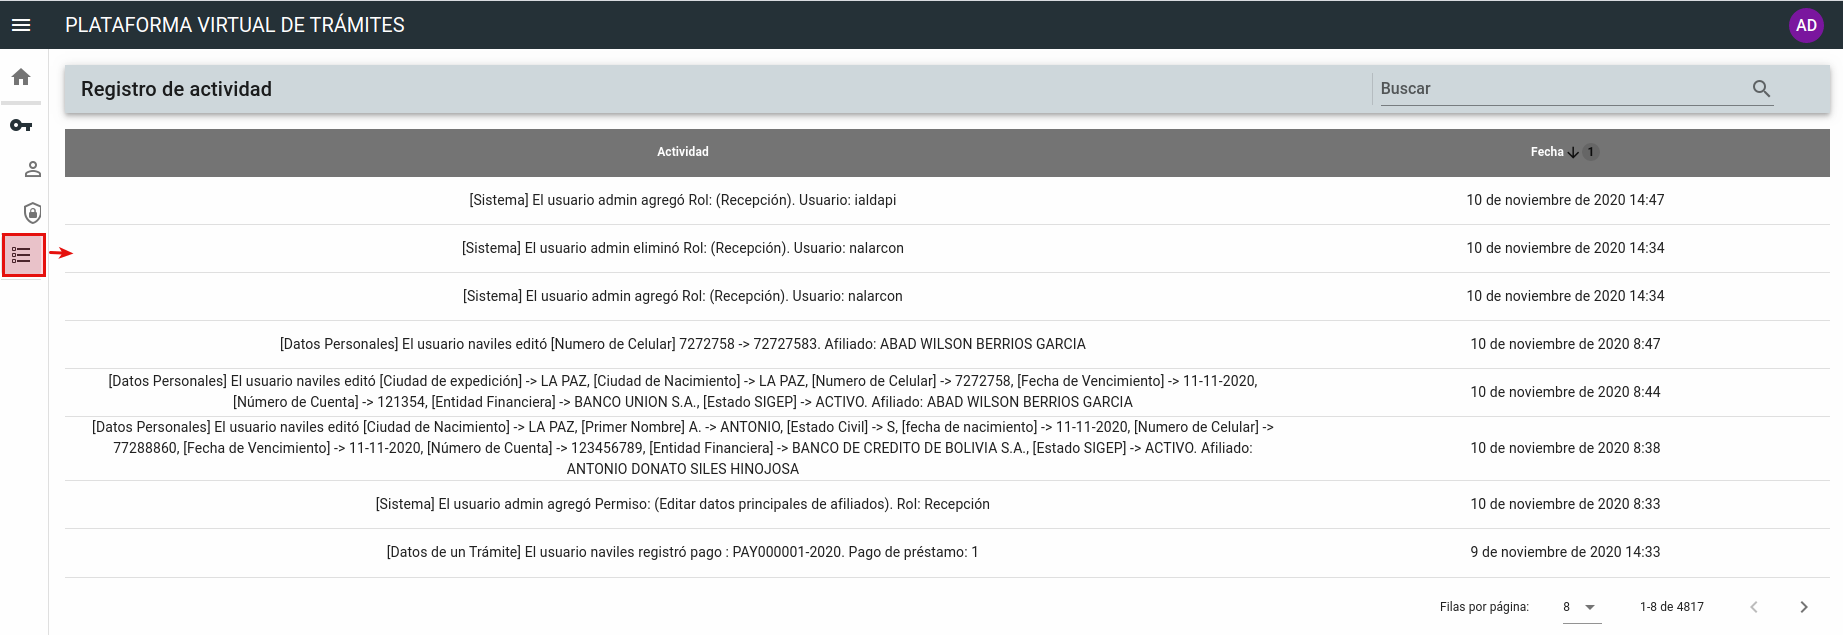 PLATAFORMA VIRTUAL DE TRÁMITES
AD
Registro de actividad
Buscar
Actividad
Fecha 1
[Sistema] El usuario admin agregó Rol: (Recepción). Usuario: ialdapi
10 de noviembre de 2020 14:47
[Sistema] El usuario admin eliminó Rol: (Recepción). Usuario: nalarcon
10 de noviembre de 2020 14:34
[Sistema] El usuario admin agregó Rol: (Recepción). Usuario: nalarcon
10 de noviembre de 2020 14:34
[Datos Personales] El usuario naviles editó [Numero de Celular] 7272758 -> 72727583. Afiliado: ABAD WILSON BERRIOS GARCIA
10 de noviembre de 2020 8:47
[Datos Personales] El usuario naviles editó [Ciudad de expedición] -> LA PAZ, [Ciudad de Nacimiento] -> LA PAZ, [Numero de Celular] -> 7272758, [Fecha de Vencimiento] -> 11-11-2020,
[Número de Cuenta] -> 121354, [Entidad Financiera] -> BANCO UNION S.A., [Estado SIGEP] -> ACTIVO. Afiliado: ABAD WILSON BERRIOS GARCIA
10 de noviembre de 2020 8:44
[Datos Personales] El usuario naviles editó [Ciudad de Nacimiento] -> LA PAZ, [Primer Nombre] A. -> ANTONIO, [Estado Civil] -> S, [fecha de nacimiento] -> 11-11-2020, [Numero de Celular] ->
77288860, [Fecha de Vencimiento] -> 11-11-2020, [Número de Cuenta] -> 123456789, [Entidad Financiera] -> BANCO DE CREDITO DE BOLIVIA S.A., [Estado SIGEP] -> ACTIVO. Afiliado:
ANTONIO DONATO SILES HINOJOSA
10 de noviembre de 2020 8:38
[Sistema] El usuario admin agregó Permiso: (Editar datos principales de afiliados). Rol: Recepción
10 de noviembre de 2020 8:33
[Datos de un Trámite] El usuario naviles registró pago : PAY000001-2020. Pago de préstamo: 1
9 de noviembre de 2020 14:33
Filas por página: 8 1-8 de 4817